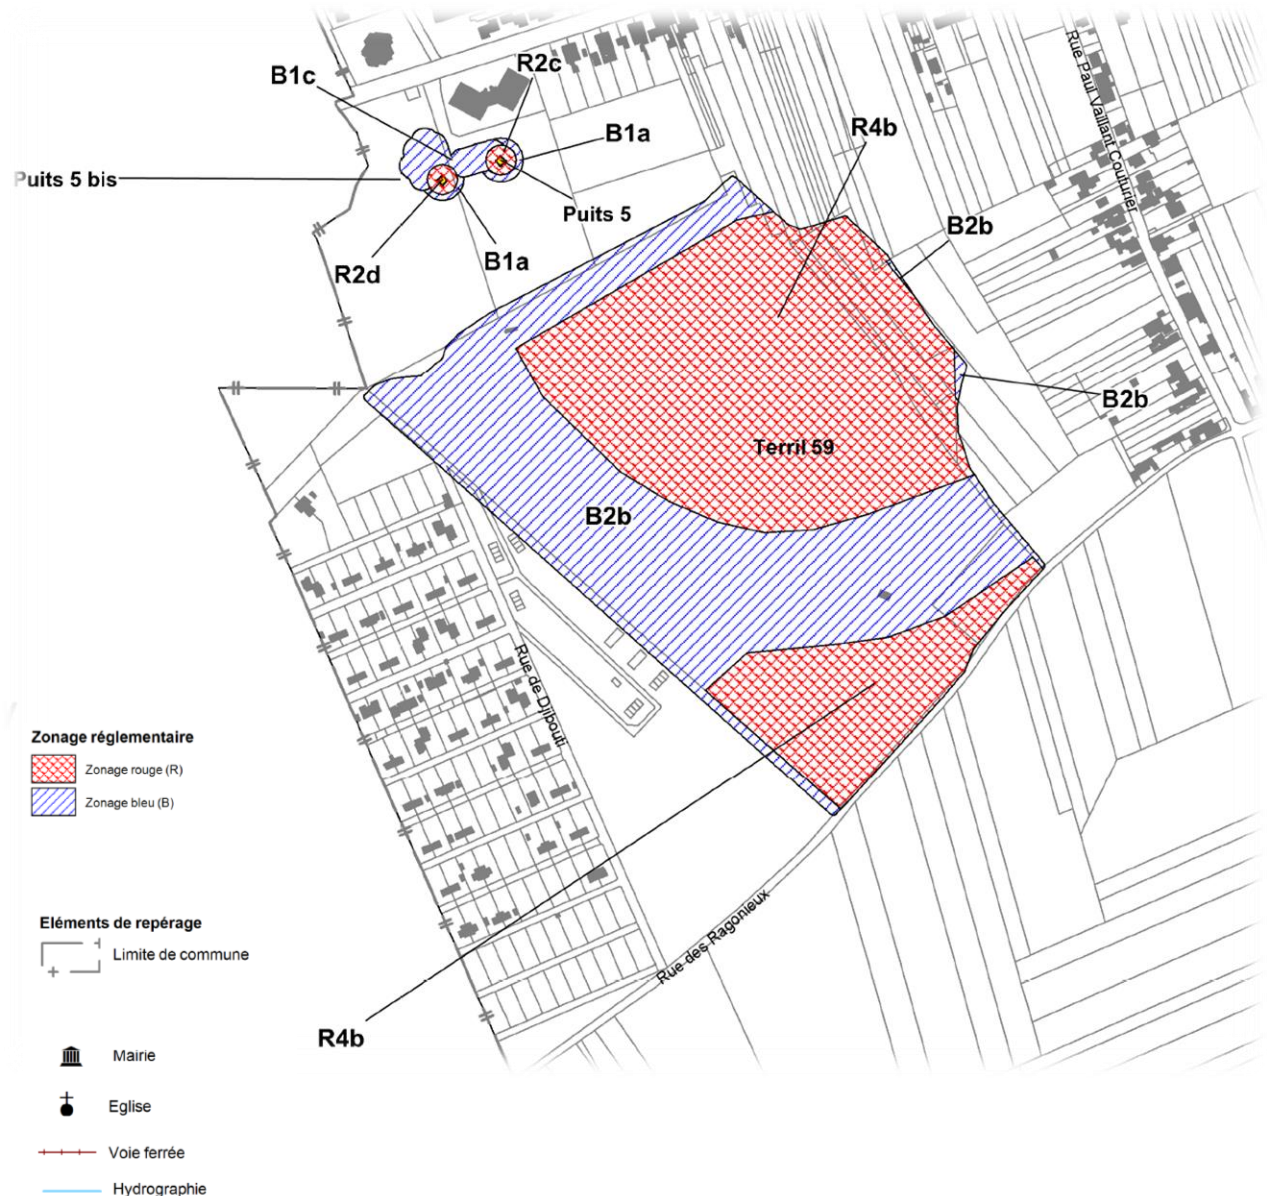 R2c
B1c
Rue Paul Vaillant Couturier
R4b
B1a
Puits 5 bis
Puits 5
B2b
B1a
R2d
B2b
Terril 59
B2b
Rue de Djibouti
Zonage réglementaire
Zonage rouge (R)
Zonage bleu (B)
Rue des Ragonieux
Eléments de repérage
Limite de commune
R4b
Mairie
Eglise
Voie ferrée
Hydrographie